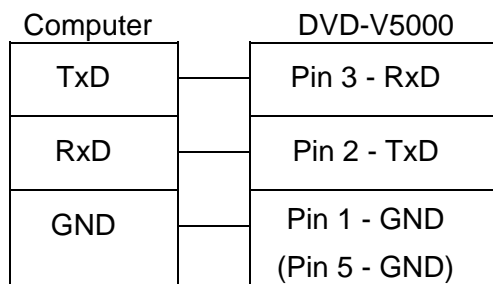 Computer DVD-V5000
TxD Pin 3 - RxD
RxD Pin 2 - TxD
GND Pin 1 - GND
(Pin 5 - GND)